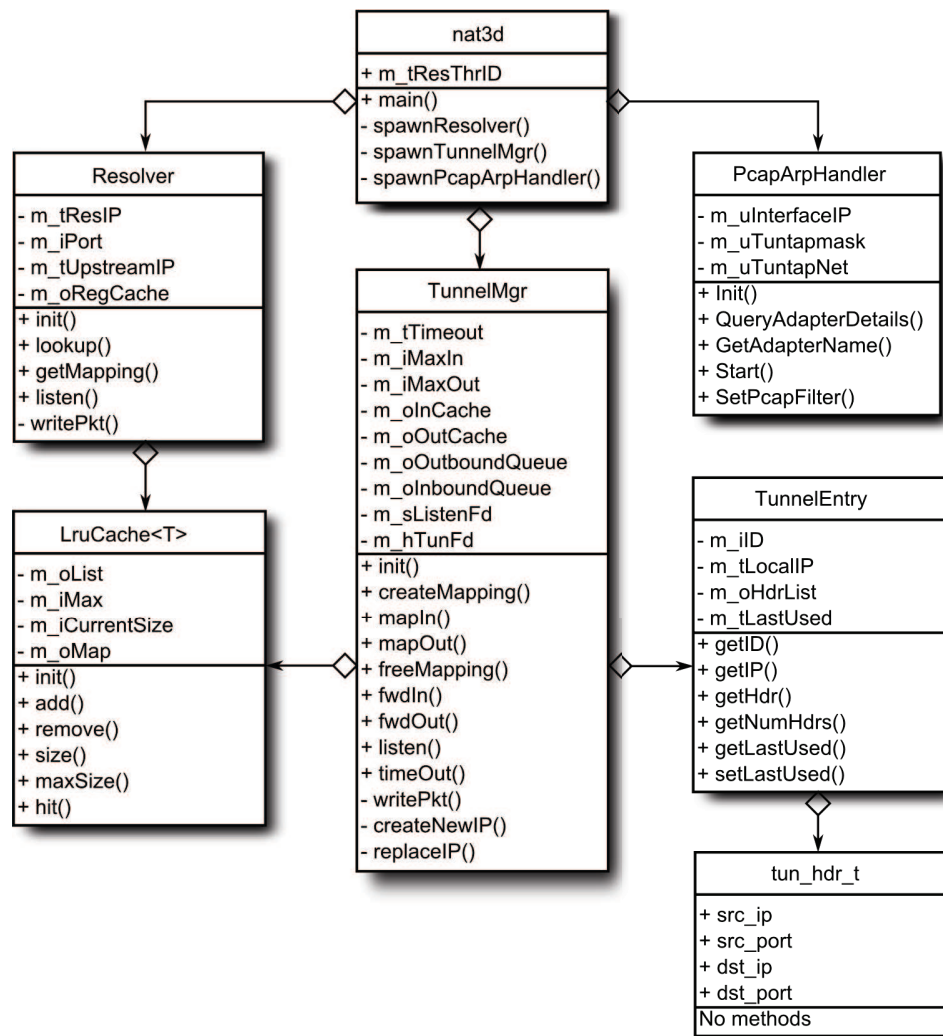 nat3d
+ m_tResThrID
+ main()
- spawnResolver()
- spawnTunnelMgr()
- spawnPcapArpHandler()
Resolver
- m_tResIP
- m_iPort
- m_tUpstreamIP
- m_oRegCache
+ init()
+ lookup()
+ getMapping()
+ listen()
- writePkt()
PcapArpHandler
- m_uInterfaceIP
- m_uTuntapmask
- m_uTuntapNet
+ Init()
+ QueryAdapterDetails()
+ GetAdapterName()
+ Start()
+ SetPcapFilter()
TunnelMgr
- m_tTimeout
- m_iMaxIn
- m_iMaxOut
- m_oInCache
- m_oOutCache
- m_oOutboundQueue
- m_oInboundQueue
- m_sListenFd
- m_hTunFd
+ init()
+ createMapping()
+ mapIn()
+ mapOut()
+ freeMapping()
+ fwdIn()
+ fwdOut()
+ listen()
+ timeOut()
- writePkt()
- createNewIP()
- replaceIP()
LruCache<T>
- m_oList
- m_iMax
- m_iCurrentSize
- m_oMap
+ init()
+ add()
+ remove()
+ size()
+ maxSize()
+ hit()
TunnelEntry
- m_iID
- m_tLocalIP
- m_oHdrList
- m_tLastUsed
+ getID()
+ getIP()
+ getHdr()
+ getNumHdrs()
+ getLastUsed()
+ setLastUsed()
tun_hdr_t
+ src_ip
+ src_port
+ dst_ip
+ dst_port
No methods